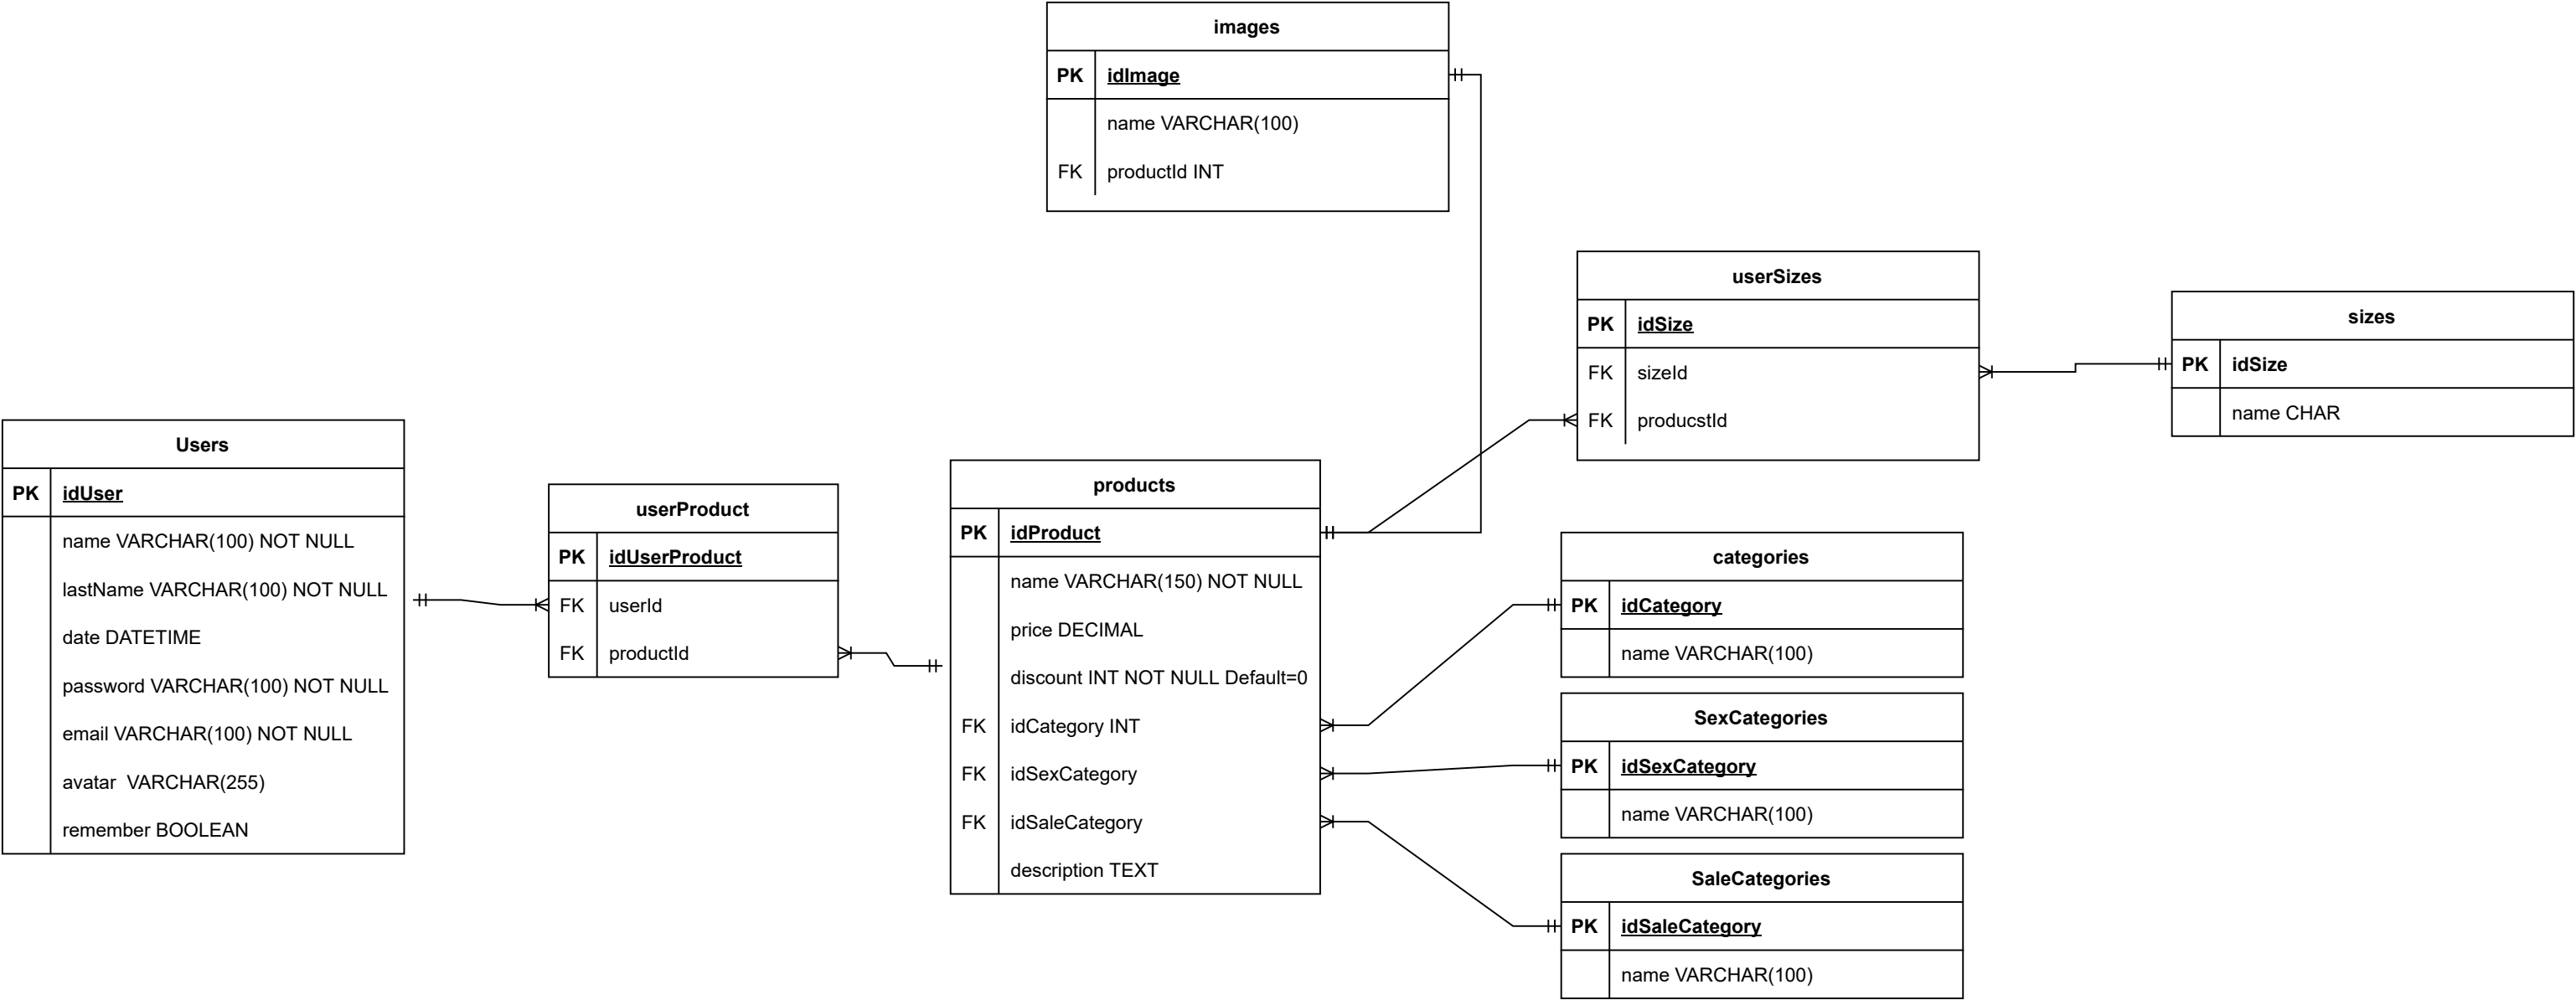 images
PK idImage
name VARCHAR(100)
FK productId INT
userSizes
PK idSize
FK sizeId
FK producstId
sizes
PK idSize
name CHAR
Users
PK idUser
name VARCHAR(100) NOT NULL
lastName VARCHAR(100) NOT NULL
date DATETIME
password VARCHAR(100) NOT NULL
email VARCHAR(100) NOT NULL
avatar  VARCHAR(255)
remember BOOLEAN
userProduct
PK idUserProduct
FK userId
FK productId
products
PK idProduct
name VARCHAR(150) NOT NULL
price DECIMAL
discount INT NOT NULL Default=0
FK idCategory INT
FK idSexCategory
FK idSaleCategory
description TEXT
categories
PK idCategory
name VARCHAR(100)
SexCategories
PK idSexCategory
name VARCHAR(100)
SaleCategories
PK idSaleCategory
name VARCHAR(100)